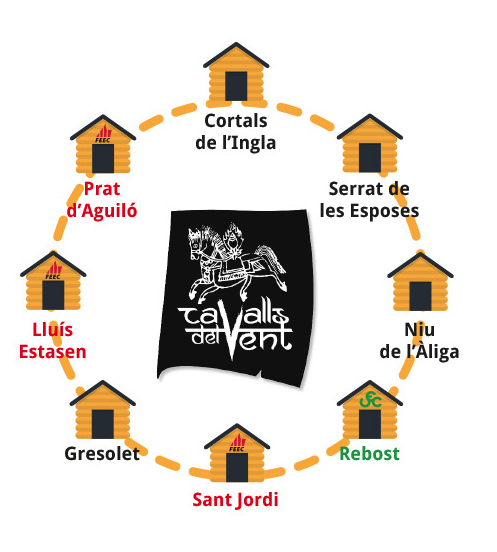 Cortals
de l'Ingla
FEEC
Prat
d'Aguiló
Serrat de
les Esposes
FEEC
Lluís
Estasen
cavalls
del vent
Niu
de l'Àliga
Gresolet
FEEC
Sant Jordi
UEC
Rebost